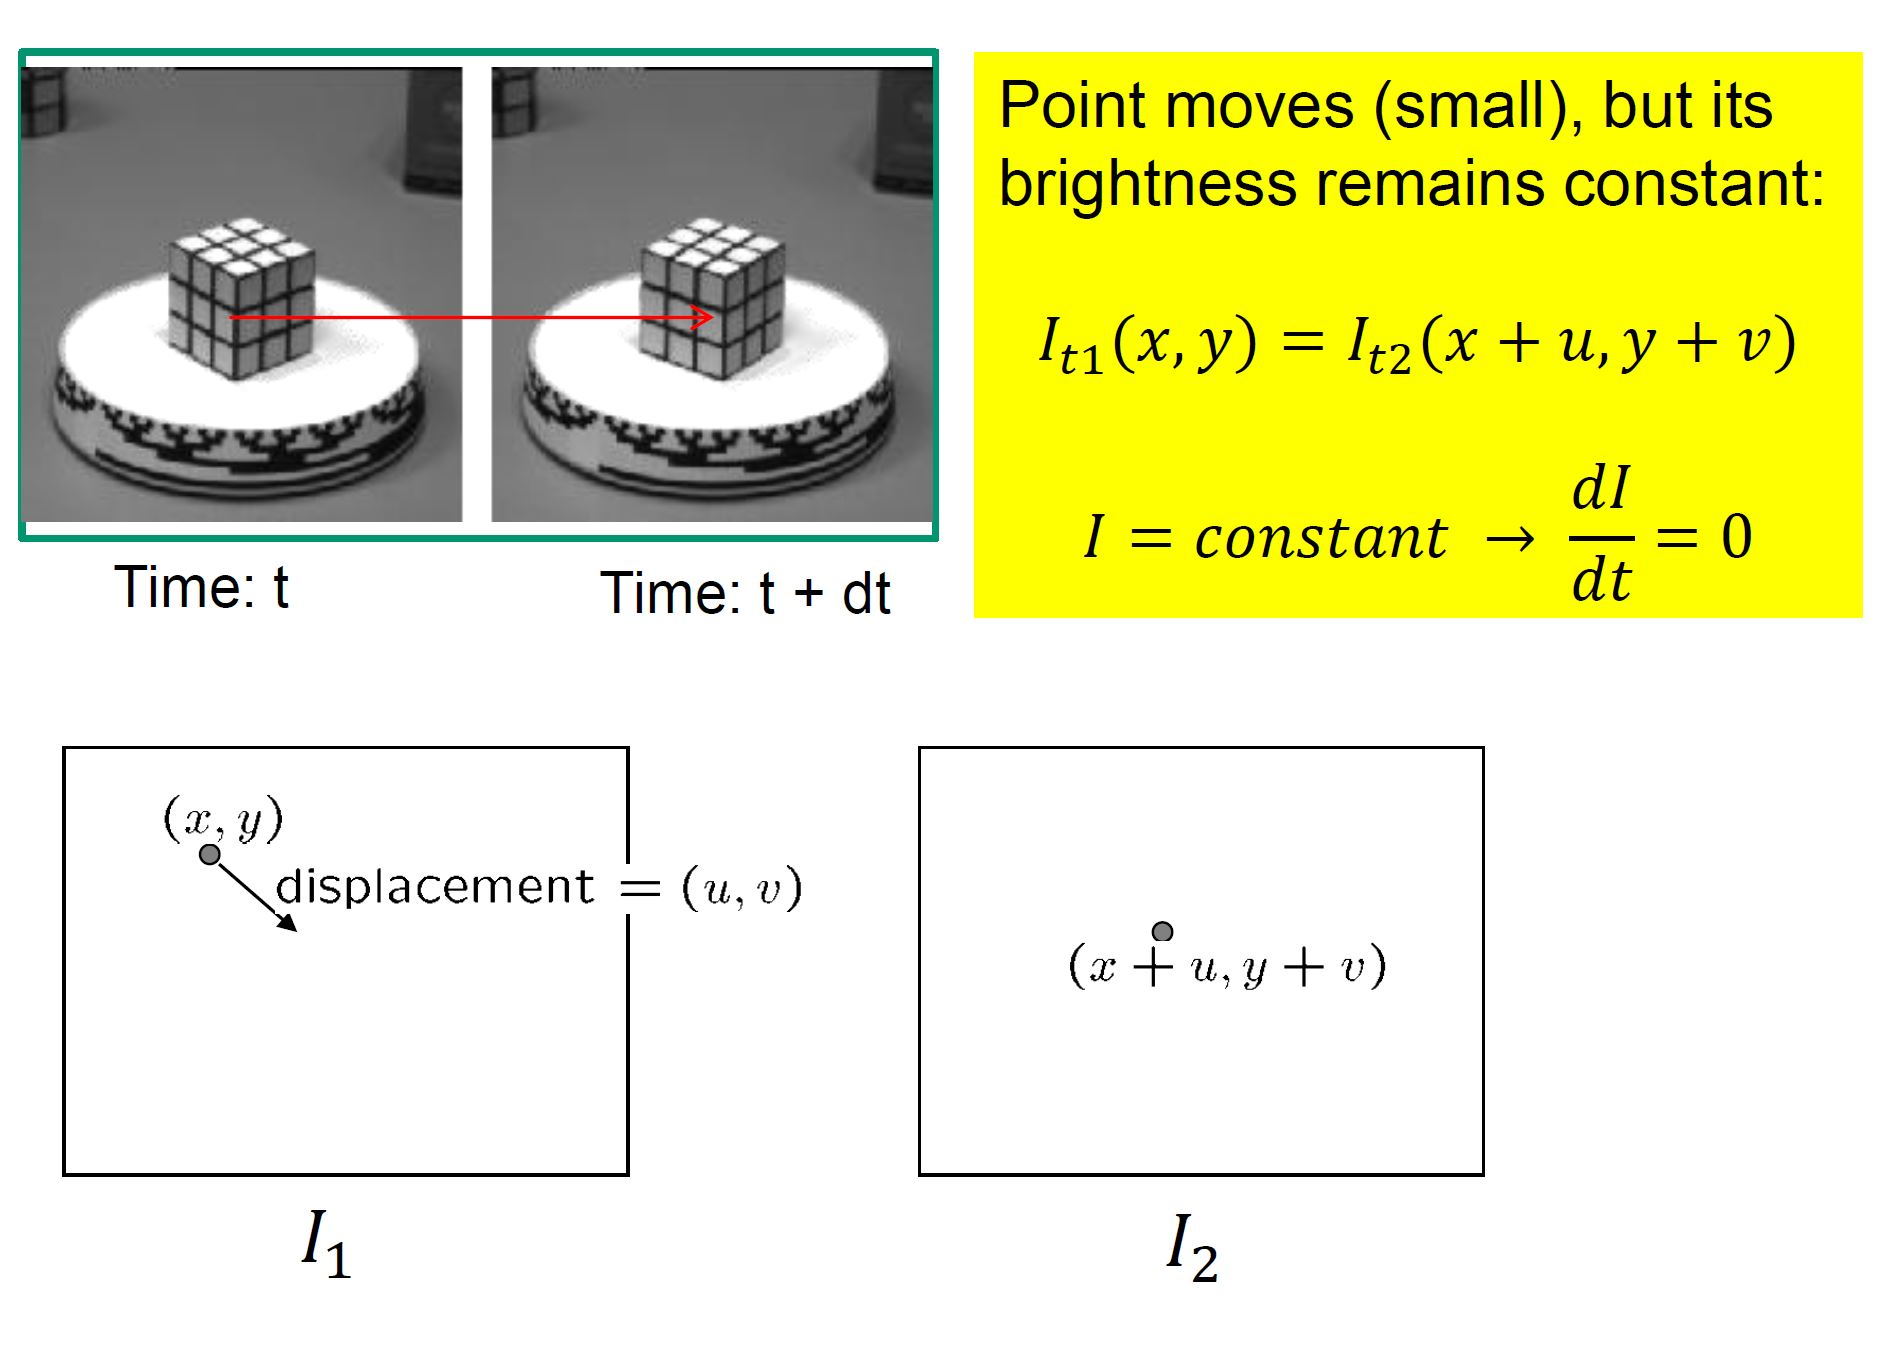 Point moves (small), but its
brightness remains constant:
I_{t1}(x, y) = I_{t2}(x + u, y + v)
I = constant → dI/dt = 0
Time: t
Time: t + dt
(x, y)
displacement = (u, v)
(x + u, y + v)
I_1
I_2